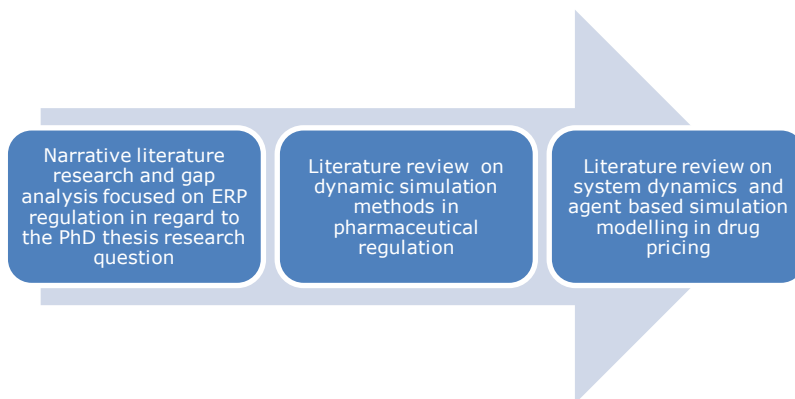 Narrative literature
research and gap
analysis focused on ERP
regulation in regard to
the PhD thesis research
question
Literature review on
dynamic simulation
methods in
pharmaceutical
regulation
Literature review on
system dynamics and
agent based simulation
modelling in drug
pricing